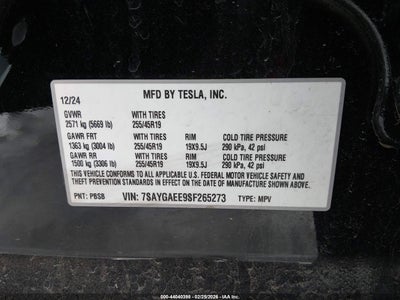 12/24
MFD BY TESLA, INC.
GVWR WITH TIRES
2571 kg (5669 lb) 255/45R19
GAWR FRT WITH TIRES RIM COLD TIRE PRESSURE
1363 kg (3004 lb) 255/45R19 19X9.5J 290 kPa, 42 psi
GAWR RR WITH TIRES RIM COLD TIRE PRESSURE
1500 kg (3306 lb) 255/45R19 19X9.5J 290 kPa, 42 psi
THIS VEHICLE CONFORMS TO ALL APPLICABLE U.S. FEDERAL MOTOR VEHICLE SAFETY AND
THEFT PREVENTION STANDARDS IN EFFECT ON THE DATE OF MANUFACTURE SHOWN ABOVE.
PNT: PBSB VIN: 7SAYGAEE9SF265273 TYPE: MPV
000-44040398 - 02/25/2026 - IAAI